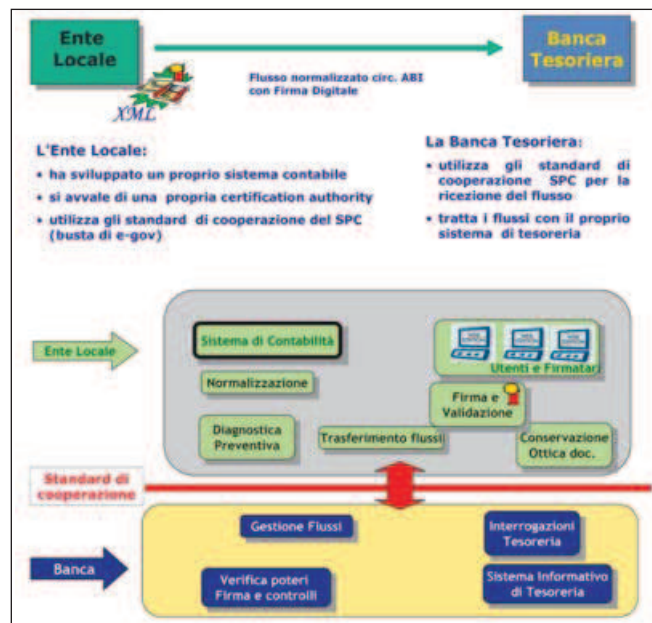 Ente
Locale
Banca
Tesoriera
XML
Flusso normalizzato circ. ABI
con Firma Digitale
L'Ente Locale:
• ha sviluppato un proprio sistema contabile
• si avvale di una propria certification authority
• utilizza gli standard di cooperazione del SPC
(busta di e-gov)
La Banca Tesoriera:
• utilizza gli standard di
cooperazione SPC per la
ricezione del flusso
• tratta i flussi con il proprio
sistema di tesoreria
Ente Locale
Sistema di Contabilità
Utenti e Firmatari
Normalizzazione
Firma e
Validazione
Diagnostica
Preventiva
Trasferimento flussi
Conservazione
Ottica doc.
Standard di
cooperazione
Gestione Flussi
Interrogazioni
Tesoreria
Banca
Verifica poteri
Firma e controlli
Sistema Informativo
di Tesoreria